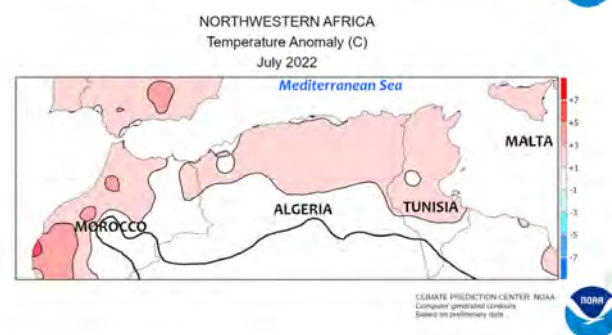 NORTHWESTERN AFRICA
Temperature Anomaly (C)
July 2022
Mediterranean Sea
MALTA
ALGERIA
TUNISIA
MOROCCO
+7
+5
+3
+1
-1
-3
-5
-7
CLIMATE PREDICTION CENTER, NOAA
Computer generated contours
Based on preliminary data
NOAA